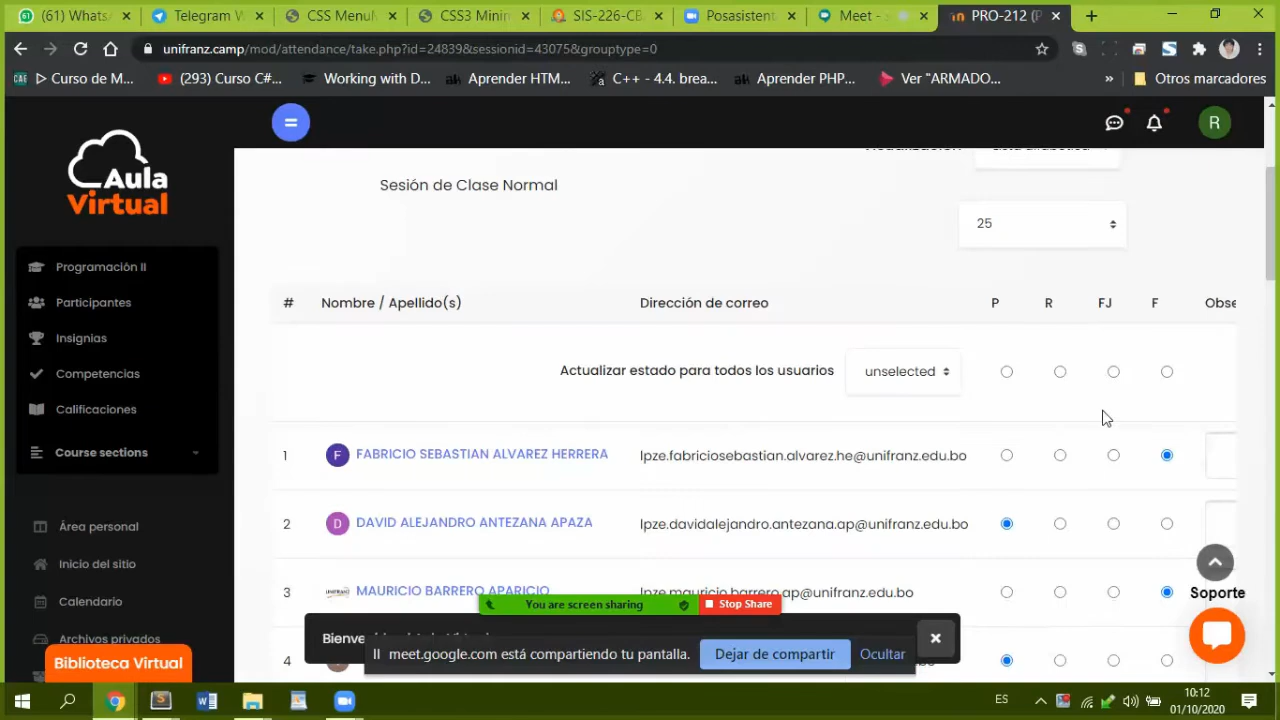 (61) Whats
Telegram W
CSS Menu
CSS3 Mini
SIS-226-CB
Posasistent
Meet -
PRO-212 (P
unifranz.camp/mod/attendance/take.php?id=24839&sessionid=43075&grouptype=0
▷ Curso de M...
(293) Curso C#...
Working with D...
Aprender HTM...
C++ - 4.4. brea...
Aprender PHP...
Ver "ARMADO...
»
Otros marcadores
Aula
Virtual
R
Sesión de Clase Normal
25
Programación II
Participantes
Insignias
Competencias
Calificaciones
Course sections
Área personal
Inicio del sitio
Calendario
Archivos privados
Biblioteca Virtual
# Nombre / Apellido(s) Dirección de correo P R FJ F Obse
Actualizar estado para todos los usuarios unselected
1 F FABRICIO SEBASTIAN ALVAREZ HERRERA lpze.fabriciosebastian.alvarez.he@unifranz.edu.bo
2 D DAVID ALEJANDRO ANTEZANA APAZA lpze.davidalejandro.antezana.ap@unifranz.edu.bo
3 UNIFRANZ MAURICIO BARRERO APARICIO lpze.mauricio.barrero.ap@unifranz.edu.bo
4
You are screen sharing Stop Share
Bienve
meet.google.com está compartiendo tu pantalla. Dejar de compartir Ocultar
Soporte
ES
10:12
01/10/2020